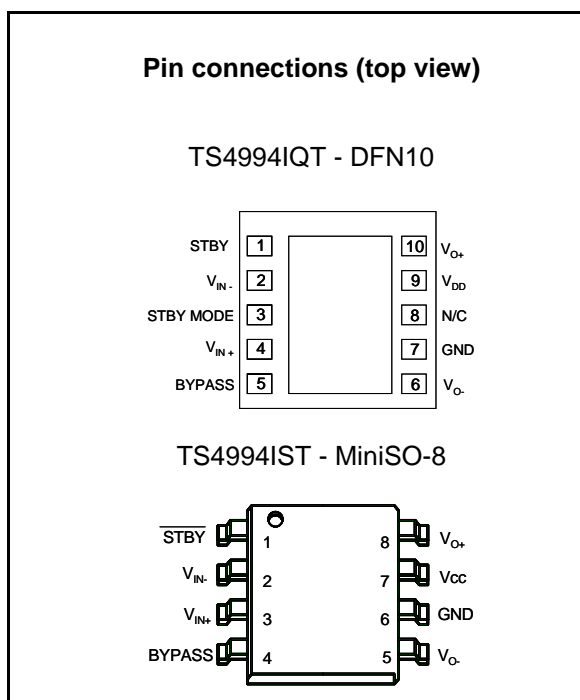 Pin connections (top view)
TS4994IQT - DFN10
STBY 1 10 VO+
VIN - 2 9 VDD
STBY MODE 3 8 N/C
VIN + 4 7 GND
BYPASS 5 6 VO-
TS4994IST - MiniSO-8
STBY 1 8 VO+
VIN- 2 7 Vcc
VIN+ 3 6 GND
BYPASS 4 5 VO-